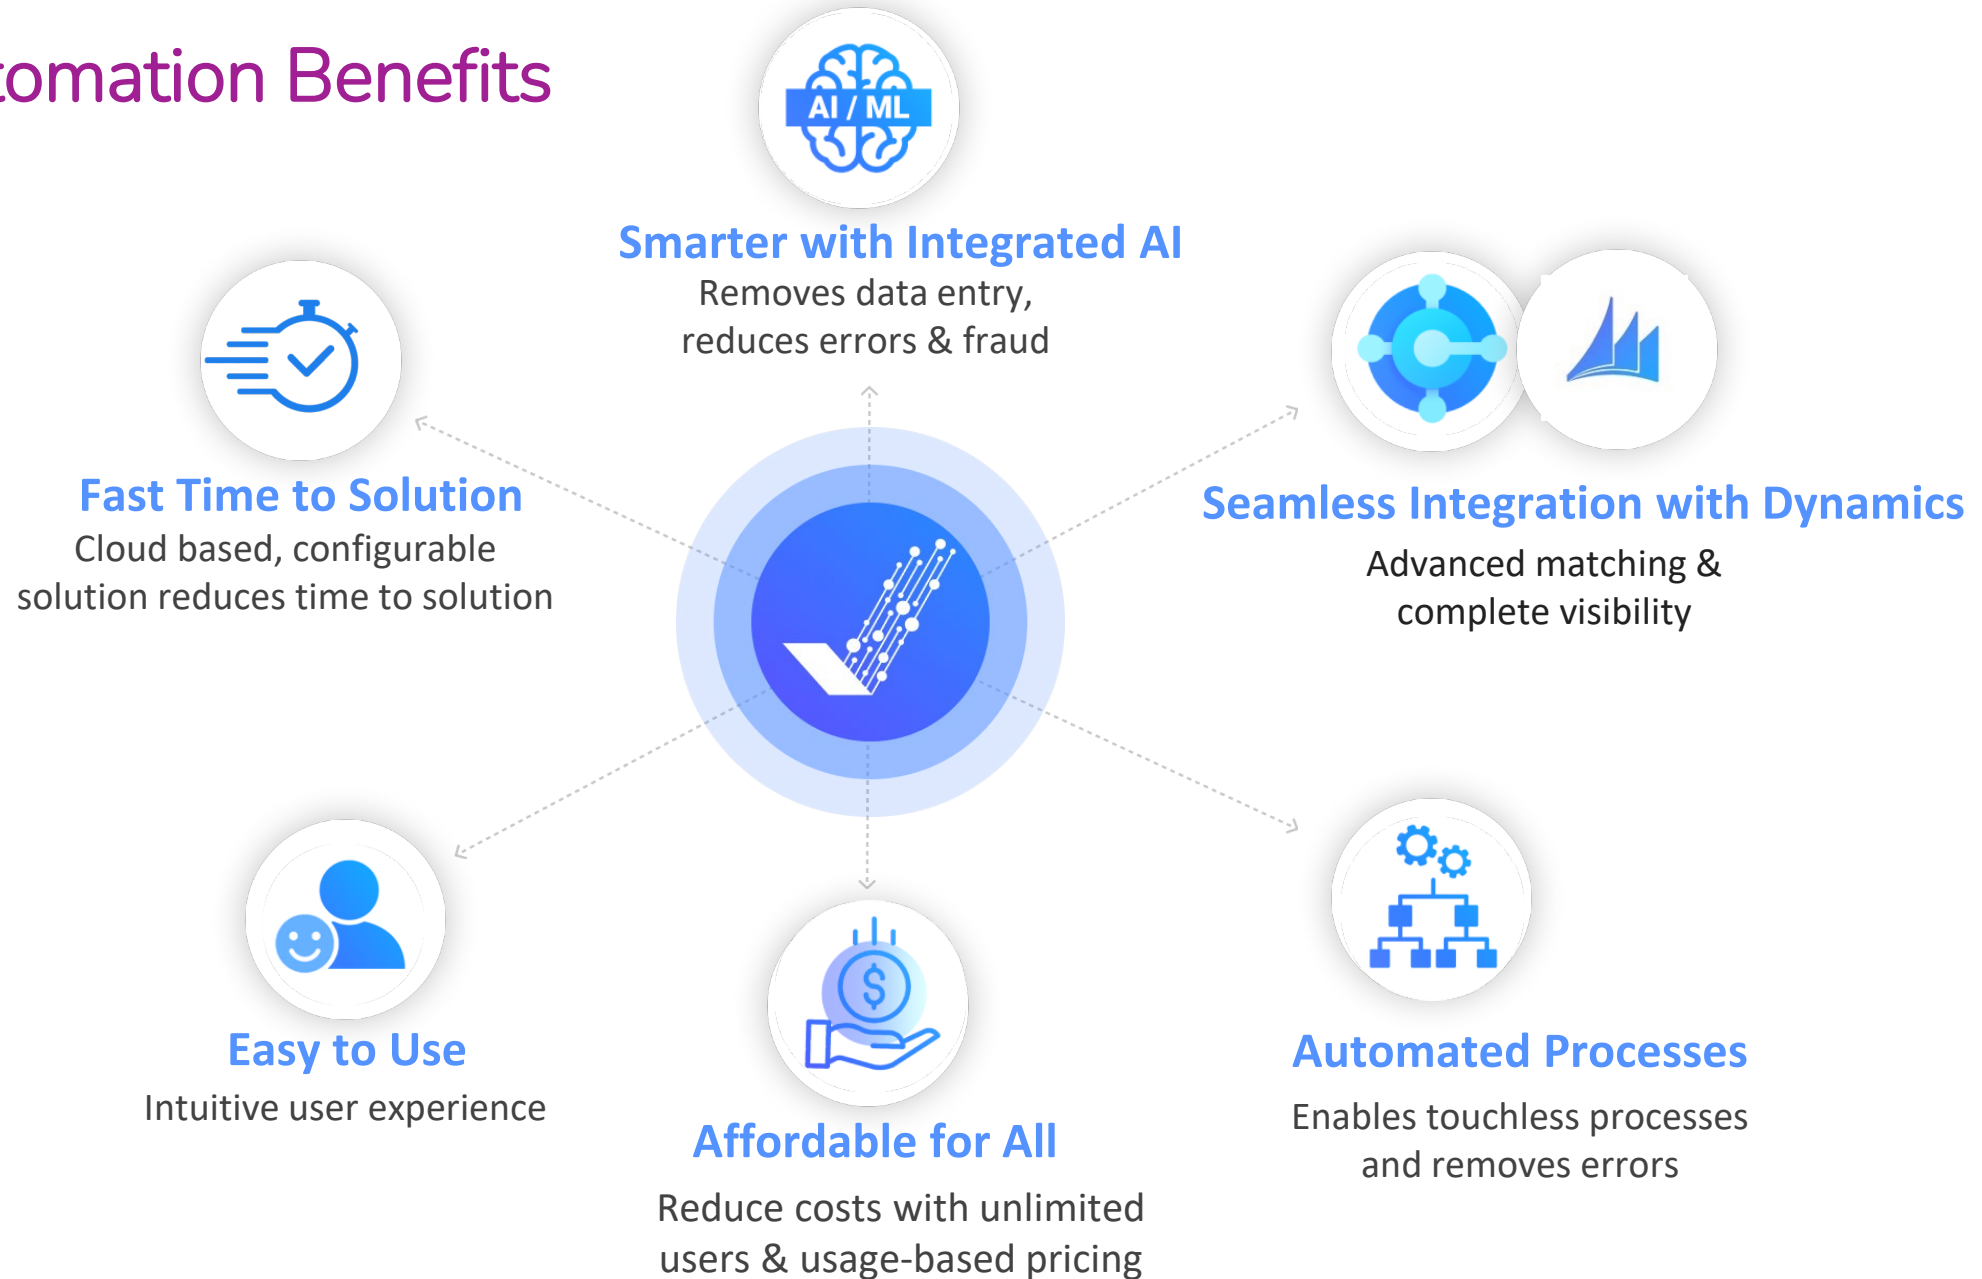 tomation Benefits
AI / ML
Smarter with Integrated AI
Removes data entry,
reduces errors & fraud
Fast Time to Solution
Cloud based, configurable
solution reduces time to solution
Seamless Integration with Dynamics
Advanced matching &
complete visibility
Easy to Use
Intuitive user experience
$
Affordable for All
Reduce costs with unlimited
users & usage-based pricing
Automated Processes
Enables touchless processes
and removes errors